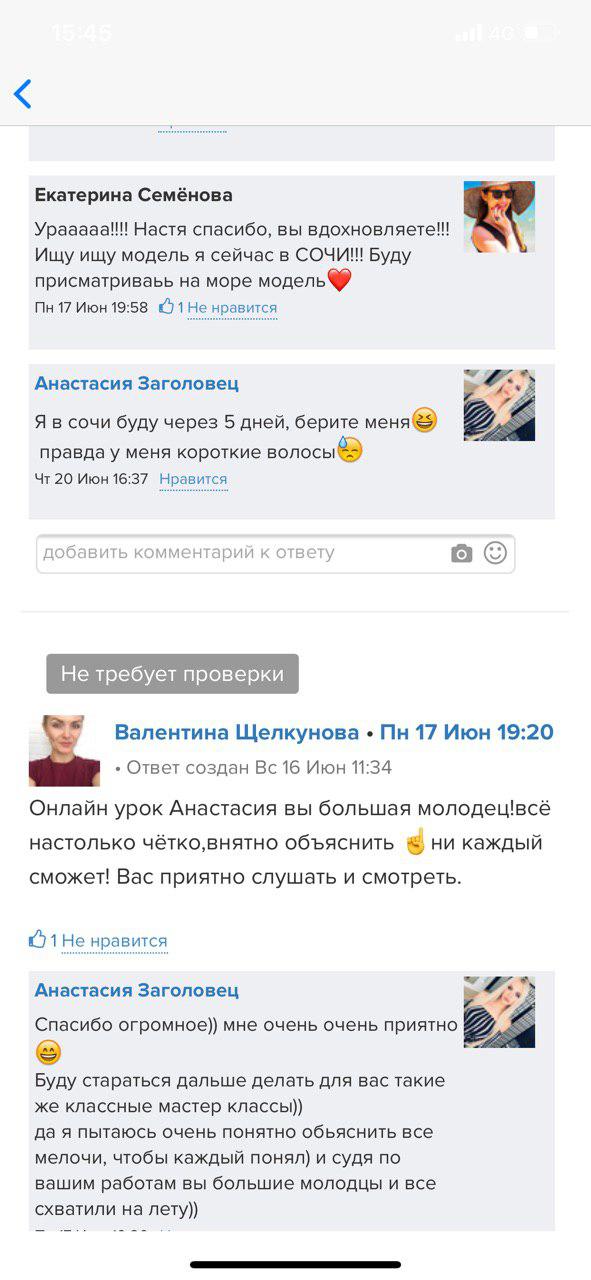 15:45
4G
Екатерина Семёнова
Урааааа!!!! Настя спасибо, вы вдохновляете!!!
Ищу ищу модель я сейчас в СОЧИ!!! Буду
присматриваьь на море модель❤️
Пн 17 Июн 19:58 1 Не нравится
Анастасия Заголовец
Я в сочи буду через 5 дней, берите меня😆
правда у меня короткие волосы😓
Чт 20 Июн 16:37 Нравится
добавить комментарий к ответу
Не требует проверки
Валентина Щелкунова • Пн 17 Июн 19:20
• Ответ создан Вс 16 Июн 11:34
Онлайн урок Анастасия вы большая молодец!всё
настолько чётко,внятно объяснить ☝️ни каждый
сможет! Вас приятно слушать и смотреть.
1 Не нравится
Анастасия Заголовец
Спасибо огромное)) мне очень очень приятно
😄
Буду стараться дальше делать для вас такие
же классные мастер классы))
да я пытаюсь очень понятно обьяснить все
мелочи, чтобы каждый понял) и судя по
вашим работам вы большие молодцы и все
схватили на лету))